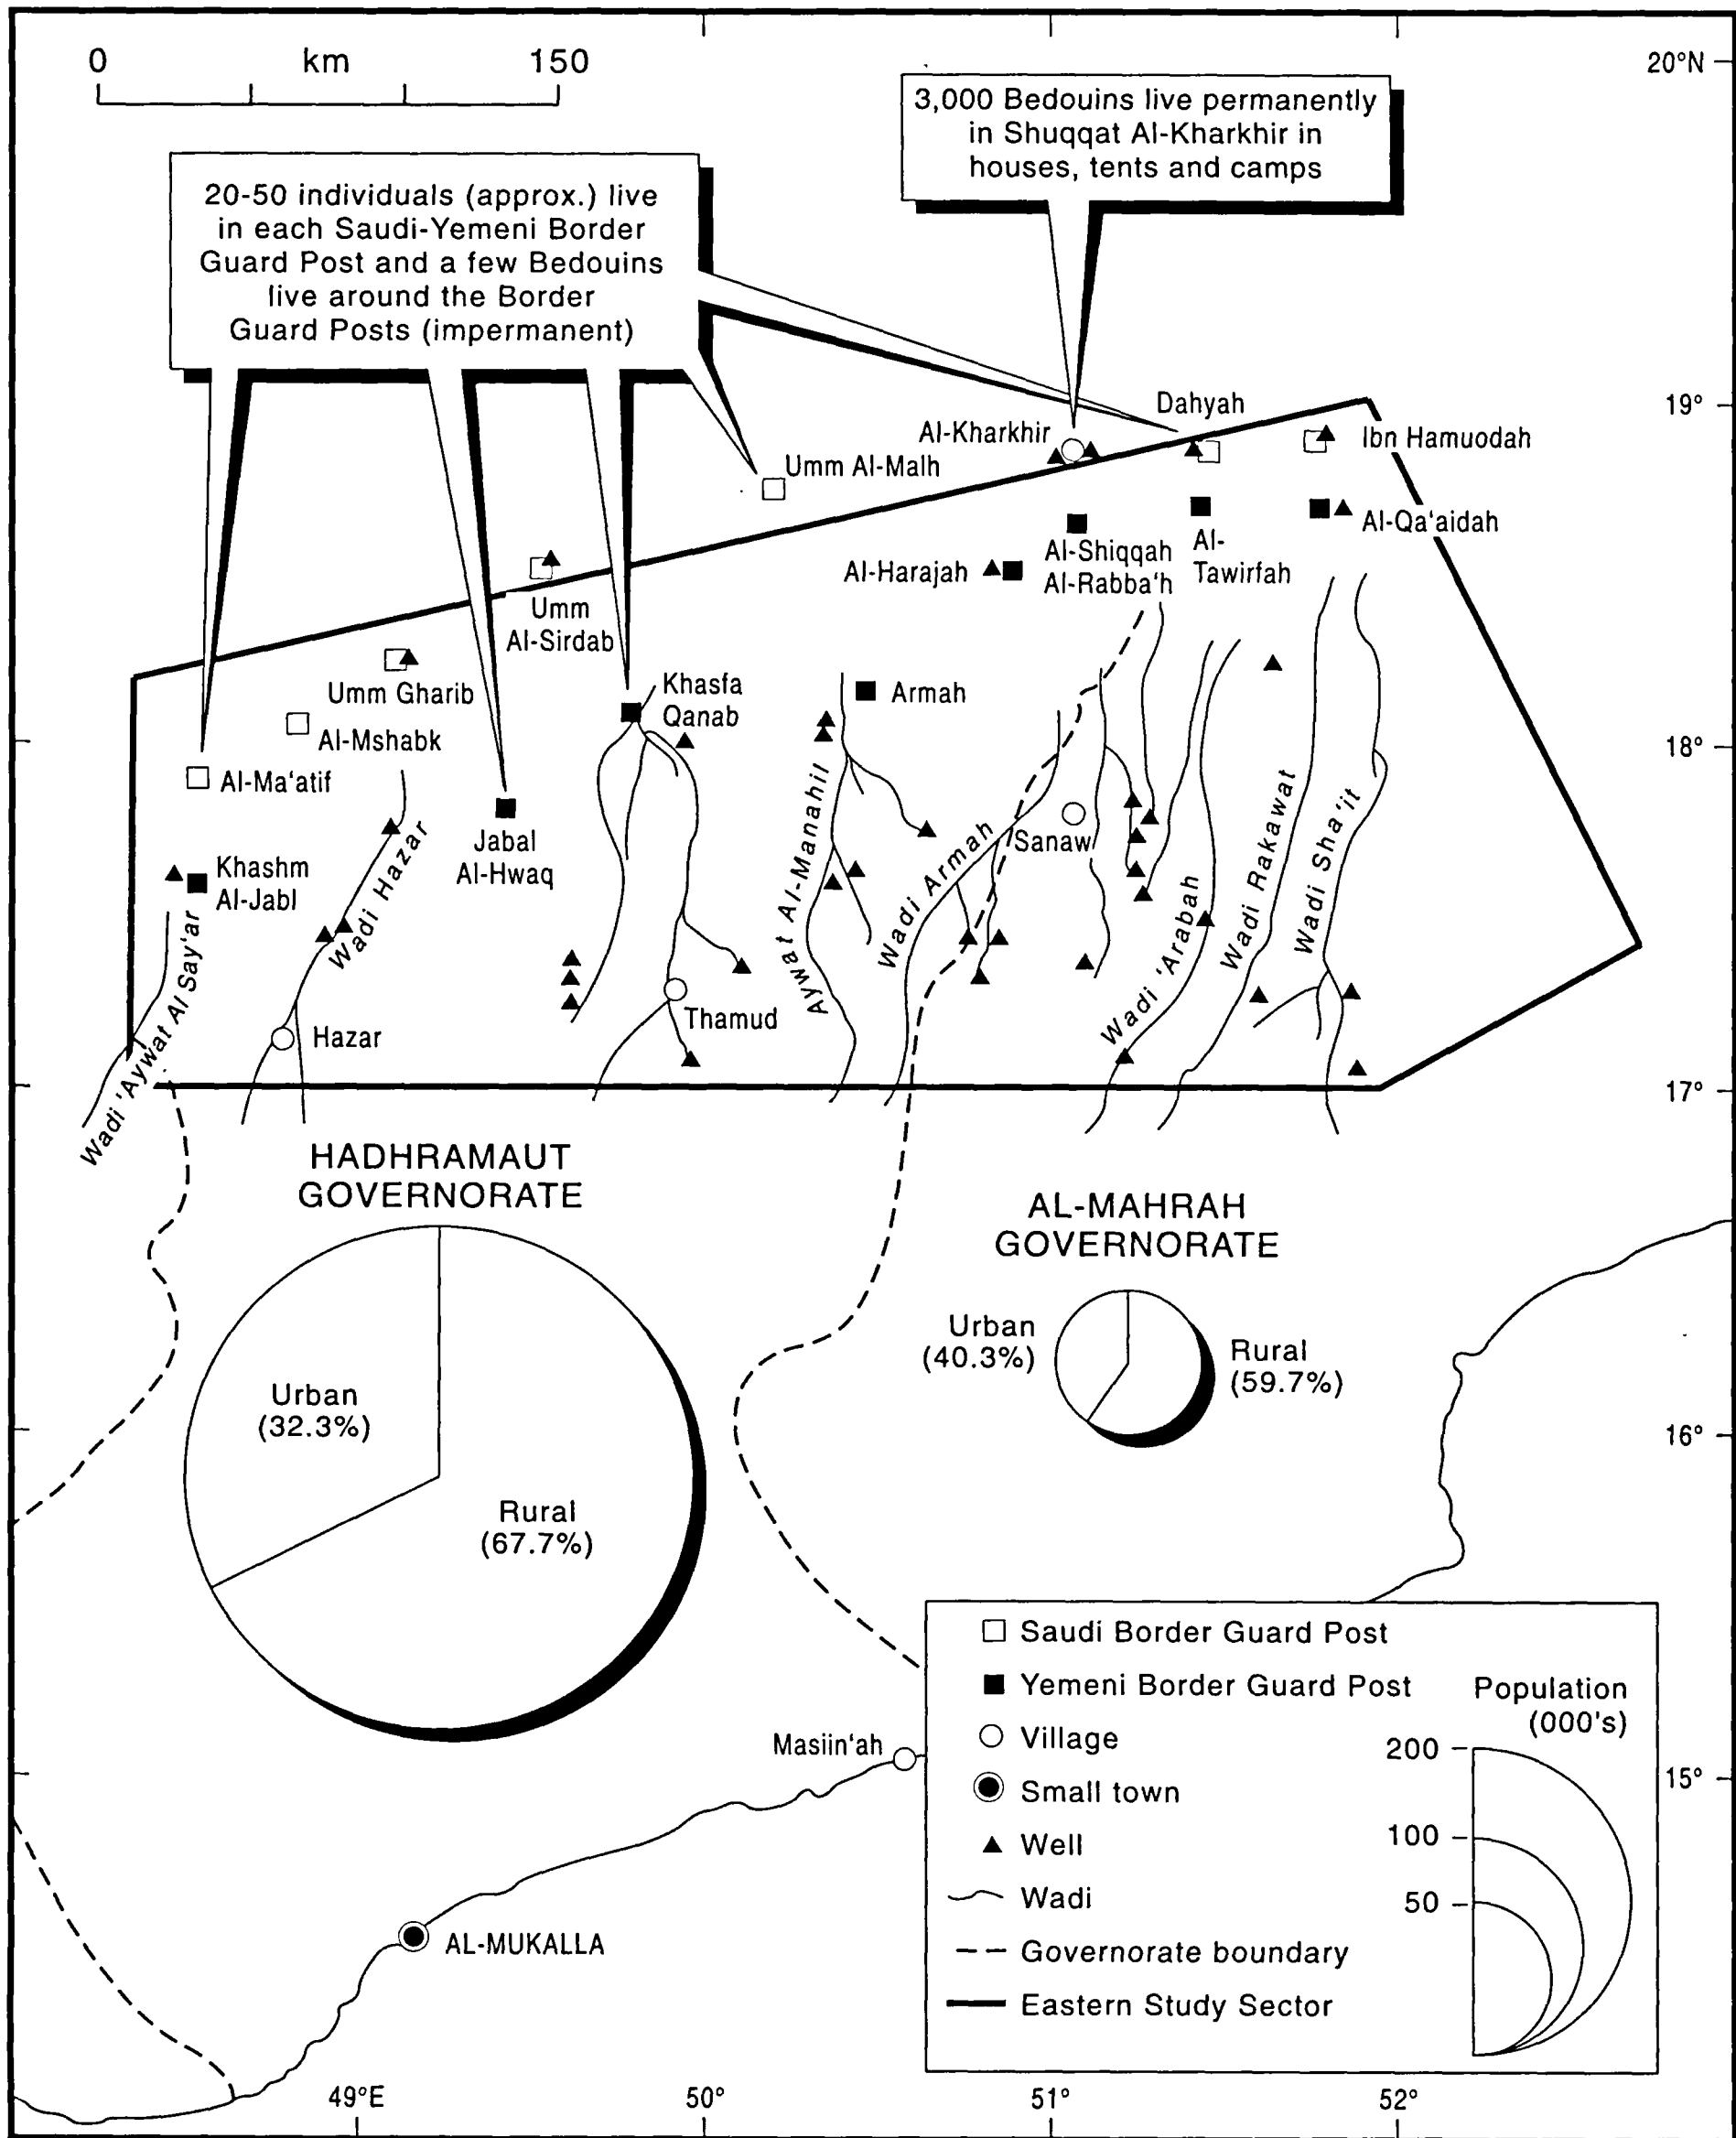 0 km 150
20°N
3,000 Bedouins live permanently
in Shuqqat Al-Kharkhir in
houses, tents and camps
20-50 individuals (approx.) live
in each Saudi-Yemeni Border
Guard Post and a few Bedouins
live around the Border
Guard Posts (impermanent)
Dahyah
19°
Al-Kharkhir
Ibn Hamuodah
Umm Al-Malh
Al-Qa'aidah
Al-Shiqqah
Al-Rabba'h
Al-
Tawirfah
Al-Harajah
Umm
Al-Sirdab
Umm Gharib
Khasfa
Qanab
Armah
Al-Mshabk
18°
Al-Ma'atif
Jabal
Al-Hwaq
Sanaw
Khashm
Al-Jabl
Wadi Hazar
Aywat Al-Manahil
Wadi Armah
Wadi 'Arabah
Wadi Rakawat
Wadi Sha'it
Wadi 'Aywat Al Say'ar
Hazar
Thamud
17°
HADHRAMAUT
GOVERNORATE
AL-MAHRAH
GOVERNORATE
Urban
(40.3%)
Rural
(59.7%)
Urban
(32.3%)
Rural
(67.7%)
16°
Saudi Border Guard Post
Yemeni Border Guard Post
Village
Small town
Well
Wadi
Governorate boundary
Eastern Study Sector
Population
(000's)
200
100
50
15°
Masiin'ah
AL-MUKALLA
49°E
50°
51°
52°